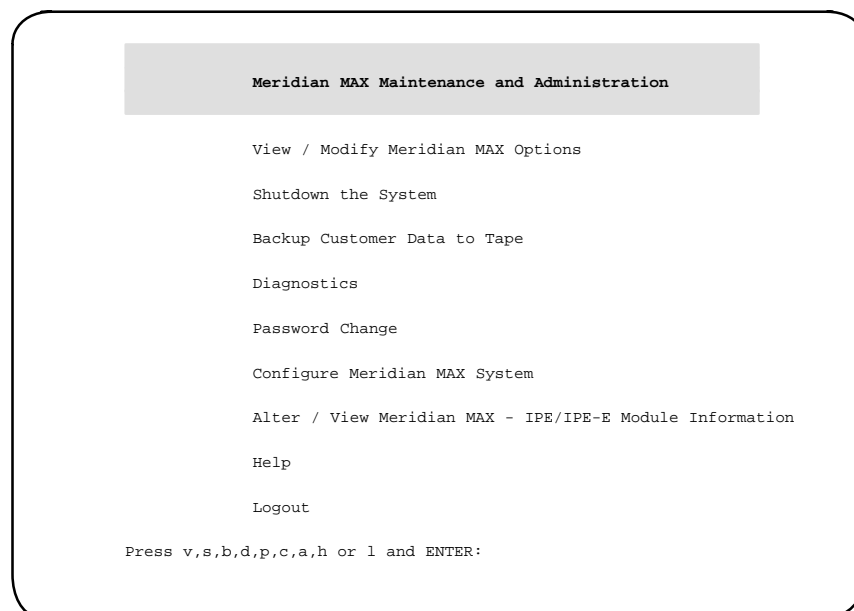 Meridian MAX Maintenance and Administration
View / Modify Meridian MAX Options
Shutdown the System
Backup Customer Data to Tape
Diagnostics
Password Change
Configure Meridian MAX System
Alter / View Meridian MAX - IPE/IPE-E Module Information
Help
Logout
Press v,s,b,d,p,c,a,h or l and ENTER: